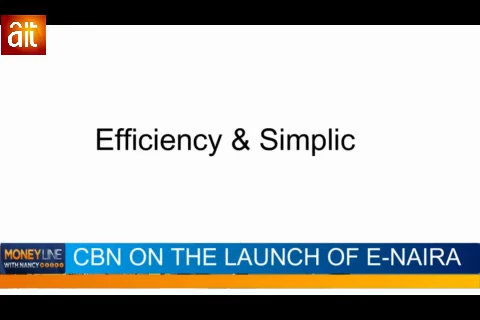 ait
Efficiency & Simplic
MONEYLINE
WITH NANCY
CBN ON THE LAUNCH OF E-NAIRA